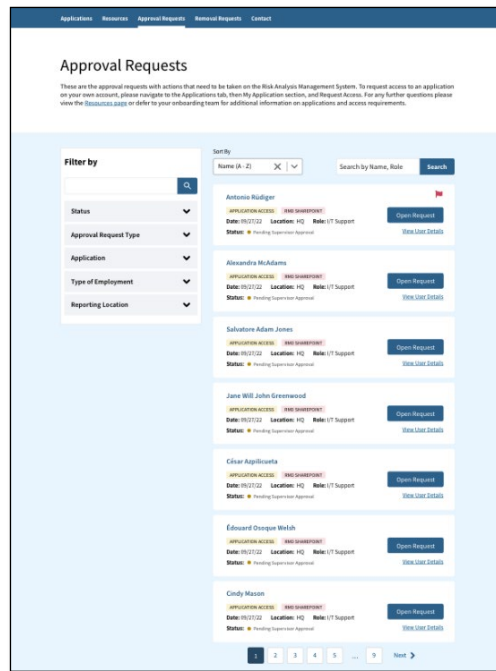 Applications Resources Approval Requests Removal Requests Contact
Approval Requests
These are the approval requests with actions that need to be taken on the Risk Analysis Management System. To request access to an application
on your own account, please navigate to the Applications tab, then My Application section, and Request Access. For any further questions please
view the Resources page or defer to your onboarding team for additional information on applications and access requirements.
Filter by
Status
Approval Request Type
Application
Type of Employment
Reporting Location
Sort By
Name (A - Z)
Search by Name, Role Search
Antonio Rüdiger
APPLICATION ACCESS RMO SHAREPOINT
Open Request
Date: 09/27/22 Location: HQ Role: I/T Support
Status: Pending Supervisor Approval
View User Details
Alexandra McAdams
APPLICATION ACCESS RMO SHAREPOINT
Open Request
Date: 09/27/22 Location: HQ Role: I/T Support
Status: Pending Supervisor Approval
View User Details
Salvatore Adam Jones
APPLICATION ACCESS RMO SHAREPOINT
Open Request
Date: 09/27/22 Location: HQ Role: I/T Support
Status: Pending Supervisor Approval
View User Details
Jane Will John Greenwood
APPLICATION ACCESS RMO SHAREPOINT
Open Request
Date: 09/27/22 Location: HQ Role: I/T Support
Status: Pending Supervisor Approval
View User Details
César Azpilicueta
APPLICATION ACCESS RMO SHAREPOINT
Open Request
Date: 09/27/22 Location: HQ Role: I/T Support
Status: Pending Supervisor Approval
View User Details
Édouard Osoque Welsh
APPLICATION ACCESS RMO SHAREPOINT
Open Request
Date: 09/27/22 Location: HQ Role: I/T Support
Status: Pending Supervisor Approval
View User Details
Cindy Mason
APPLICATION ACCESS RMO SHAREPOINT
Open Request
Date: 09/27/22 Location: HQ Role: I/T Support
Status: Pending Supervisor Approval
View User Details
1 2 3 4 5 ... 9 Next